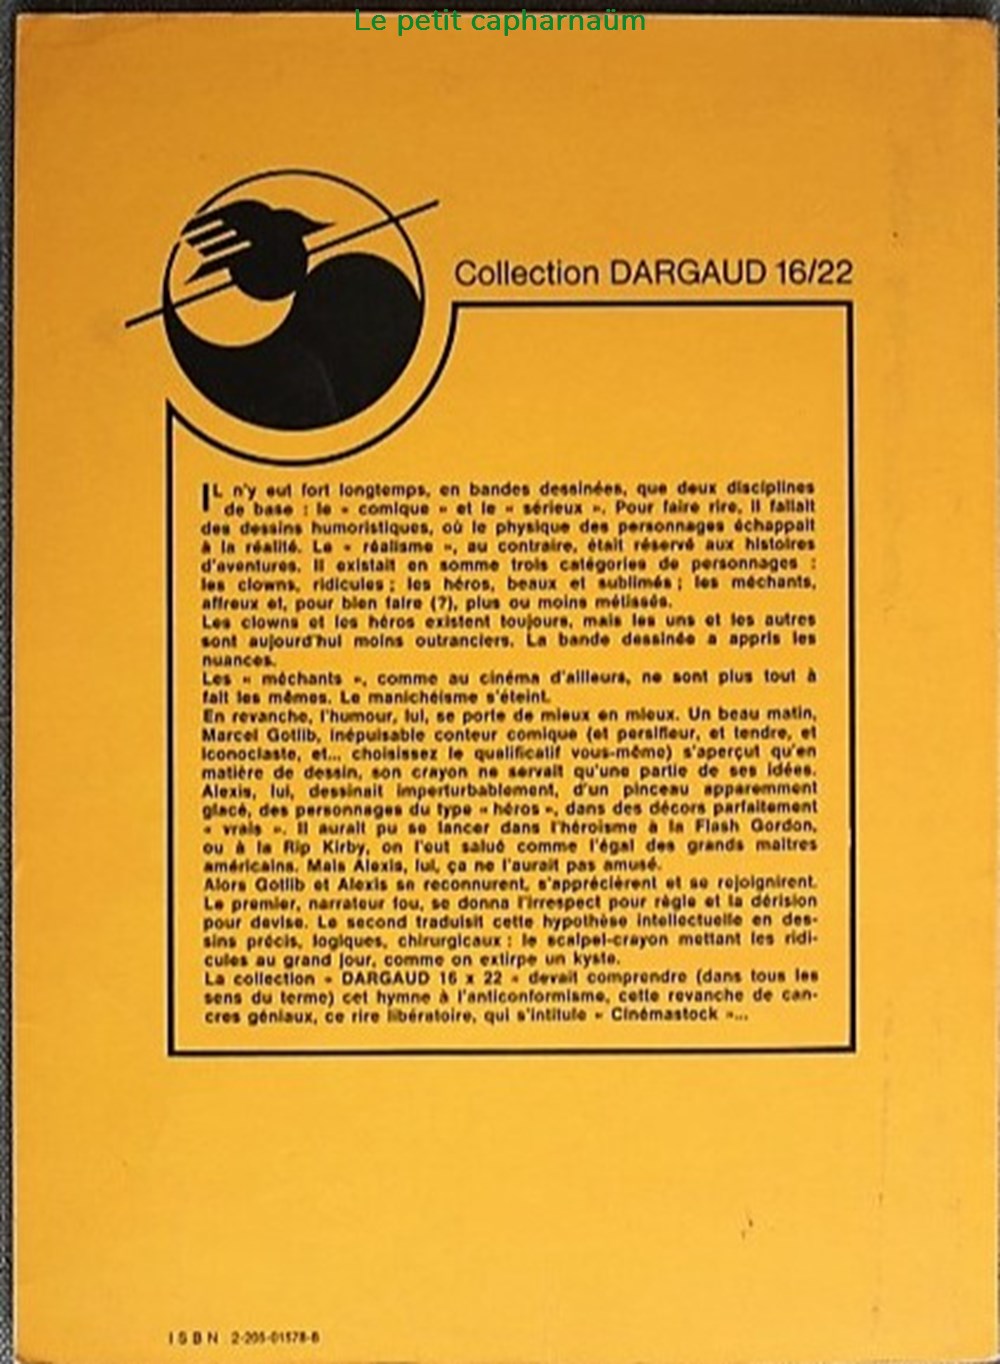 Le petit capharnaüm
Collection DARGAUD 16/22
IL n'y eut fort longtemps, en bandes dessinées, que deux disciplines
de base : le « comique » et le « sérieux ». Pour faire rire, il fallait
des dessins humoristiques, où le physique des personnages échappait
à la réalité. Le « réalisme », au contraire, était réservé aux histoires
d'aventures. Il existait en somme trois catégories de personnages :
les clowns, ridicules ; les héros, beaux et sublimés ; les méchants,
affreux et, pour bien faire (?), plus ou moins métissés.
Les clowns et les héros existent toujours, mais les uns et les autres
sont aujourd'hui moins outranciers. La bande dessinée a appris les
nuances.
Les « méchants », comme au cinéma d'ailleurs, ne sont plus tout à
fait les mêmes. Le manichéisme s'éteint.
En revanche, l'humour, lui, se porte de mieux en mieux. Un beau matin,
Marcel Gotlib, inépuisable conteur comique (et persifleur, et tendre, et
iconoclaste, et... choisissez le qualificatif vous-même) s'aperçut qu'en
matière de dessin, son crayon ne servait qu'une partie de ses idées.
Alexis, lui, dessinait imperturbablement, d'un pinceau apparemment
glacé, des personnages du type « héros », dans des décors parfaitement
« vrais ». Il aurait pu se lancer dans l'héroïsme à la Flash Gordon,
ou à la Rip Kirby, on l'eut salué comme l'égal des grands maîtres
américains. Mais Alexis, lui, ça ne l'aurait pas amusé.
Alors Gotlib et Alexis se reconnurent, s'apprécièrent et se rejoignirent.
Le premier, narrateur fou, se donna l'irrespect pour règle et la dérision
pour devise. Le second traduisit cette hypothèse intellectuelle en des-
sins précis, logiques, chirurgicaux : le scalpel-crayon mettant les ridi-
cules au grand jour, comme on extirpe un kyste.
La collection « DARGAUD 16 x 22 » devait comprendre (dans tous les
sens du terme) cet hymne à l'anticonformisme, cette revanche de can-
cres géniaux, ce rire libératoire, qui s'intitule « Cinémastock »...
ISBN 2-205-01578-6